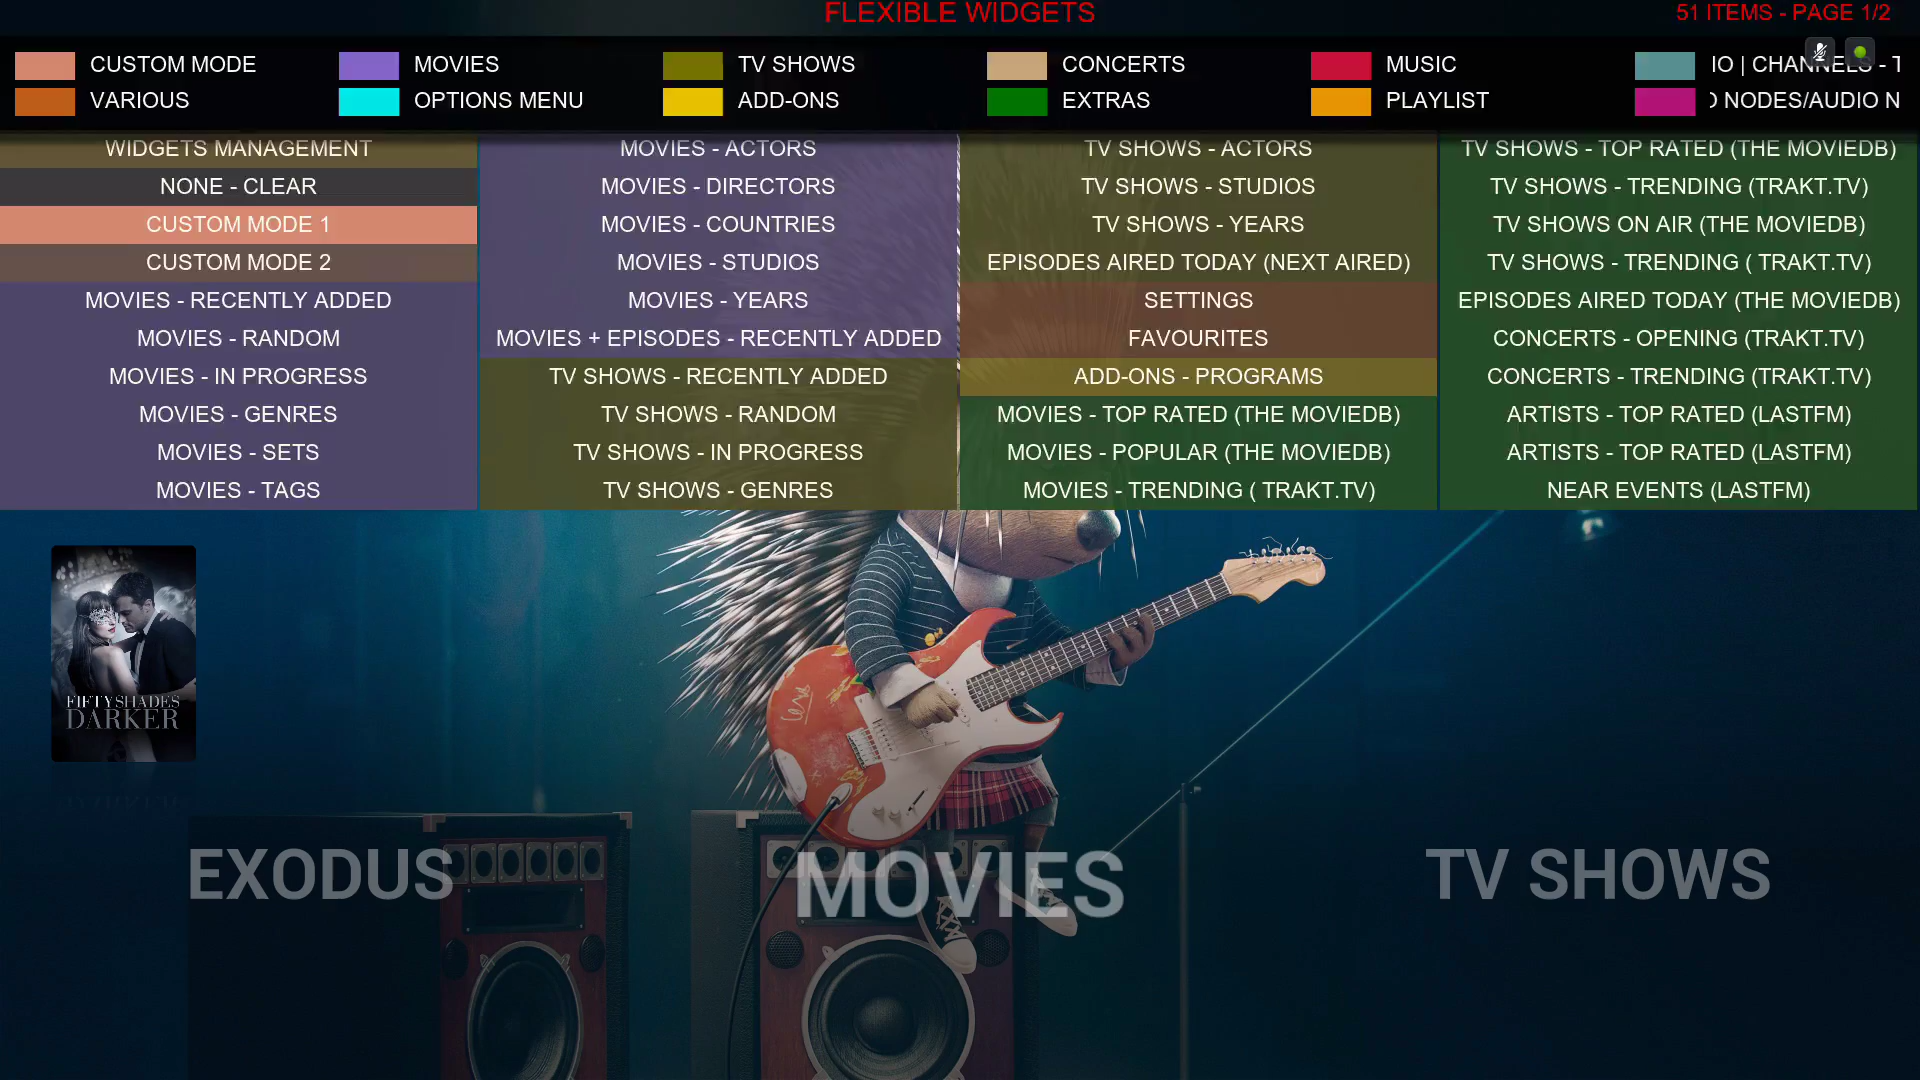 FLEXIBLE WIDGETS
51 ITEMS - PAGE 1/2
CUSTOM MODE
MOVIES
TV SHOWS
CONCERTS
MUSIC
IO | CHANNELS - T
VARIOUS
OPTIONS MENU
ADD-ONS
EXTRAS
PLAYLIST
O NODES/AUDIO N
WIDGETS MANAGEMENT
NONE - CLEAR
CUSTOM MODE 1
CUSTOM MODE 2
MOVIES - RECENTLY ADDED
MOVIES - RANDOM
MOVIES - IN PROGRESS
MOVIES - GENRES
MOVIES - SETS
MOVIES - TAGS
MOVIES - ACTORS
MOVIES - DIRECTORS
MOVIES - COUNTRIES
MOVIES - STUDIOS
MOVIES - YEARS
MOVIES + EPISODES - RECENTLY ADDED
TV SHOWS - RECENTLY ADDED
TV SHOWS - RANDOM
TV SHOWS - IN PROGRESS
TV SHOWS - GENRES
TV SHOWS - ACTORS
TV SHOWS - STUDIOS
TV SHOWS - YEARS
EPISODES AIRED TODAY (NEXT AIRED)
SETTINGS
FAVOURITES
ADD-ONS - PROGRAMS
MOVIES - TOP RATED (THE MOVIEDB)
MOVIES - POPULAR (THE MOVIEDB)
MOVIES - TRENDING ( TRAKT.TV)
TV SHOWS - TOP RATED (THE MOVIEDB)
TV SHOWS - TRENDING (TRAKT.TV)
TV SHOWS ON AIR (THE MOVIEDB)
TV SHOWS - TRENDING ( TRAKT.TV)
EPISODES AIRED TODAY (THE MOVIEDB)
CONCERTS - OPENING (TRAKT.TV)
CONCERTS - TRENDING (TRAKT.TV)
ARTISTS - TOP RATED (LASTFM)
ARTISTS - TOP RATED (LASTFM)
NEAR EVENTS (LASTFM)
FIFTY SHADES
DARKER
EXODUS
MOVIES
TV SHOWS